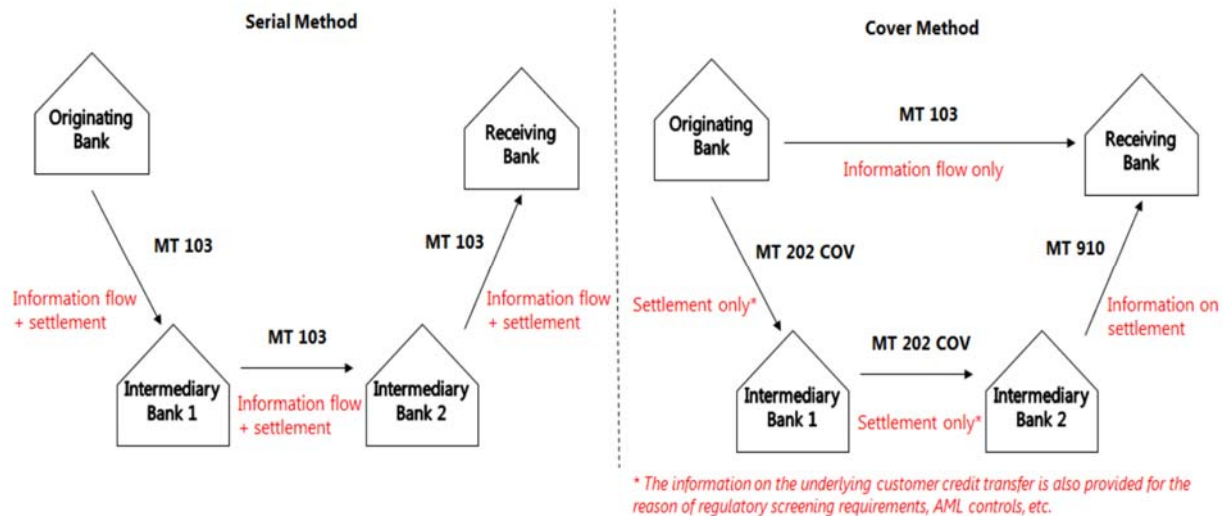 Serial Method
Originating
Bank
Receiving
Bank
MT 103
Information flow
+ settlement
MT 103
Information flow
+ settlement
MT 103
Information flow
+ settlement
Intermediary
Bank 1
Intermediary
Bank 2
Cover Method
Originating
Bank
MT 103
Information flow only
Receiving
Bank
MT 202 COV
Settlement only*
MT 202 COV
Settlement only*
MT 910
Information on
settlement
Intermediary
Bank 1
Intermediary
Bank 2
* The information on the underlying customer credit transfer is also provided for the
reason of regulatory screening requirements, AML controls, etc.